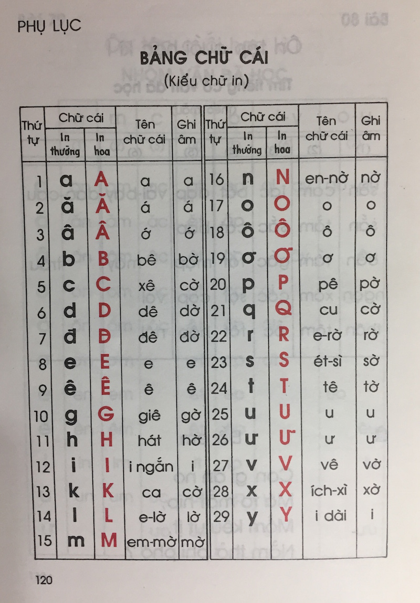 PHỤ LỤC
BẢNG CHỮ CÁI
(Kiểu chữ in)
Thứ tự Chữ cái In thường In hoa Tên chữ cái Ghi âm
1 a A a a
2 ă Ă á á
3 â Â ớ ớ
4 b B bê bờ
5 c C xê cờ
6 d D dê dờ
7 đ Đ đê đờ
8 e E e e
9 ê Ê ê ê
10 g G giê gờ
11 h H hát hờ
12 i I i ngắn i
13 k K ca cờ
14 l L e-lờ lờ
15 m M em-mờ mờ
Thứ tự Chữ cái In thường In hoa Tên chữ cái Ghi âm
16 n N en-nờ nờ
17 o O o o
18 ô Ô ô ô
19 ơ Ơ ơ ơ
20 p P pê pờ
21 q Q cu cờ
22 r R e-rờ rờ
23 s S ét-sì sờ
24 t T tê tờ
25 u U u u
26 ư Ư ư ư
27 v V vê vờ
28 x X ích-xì xờ
29 y Y i dài i
120